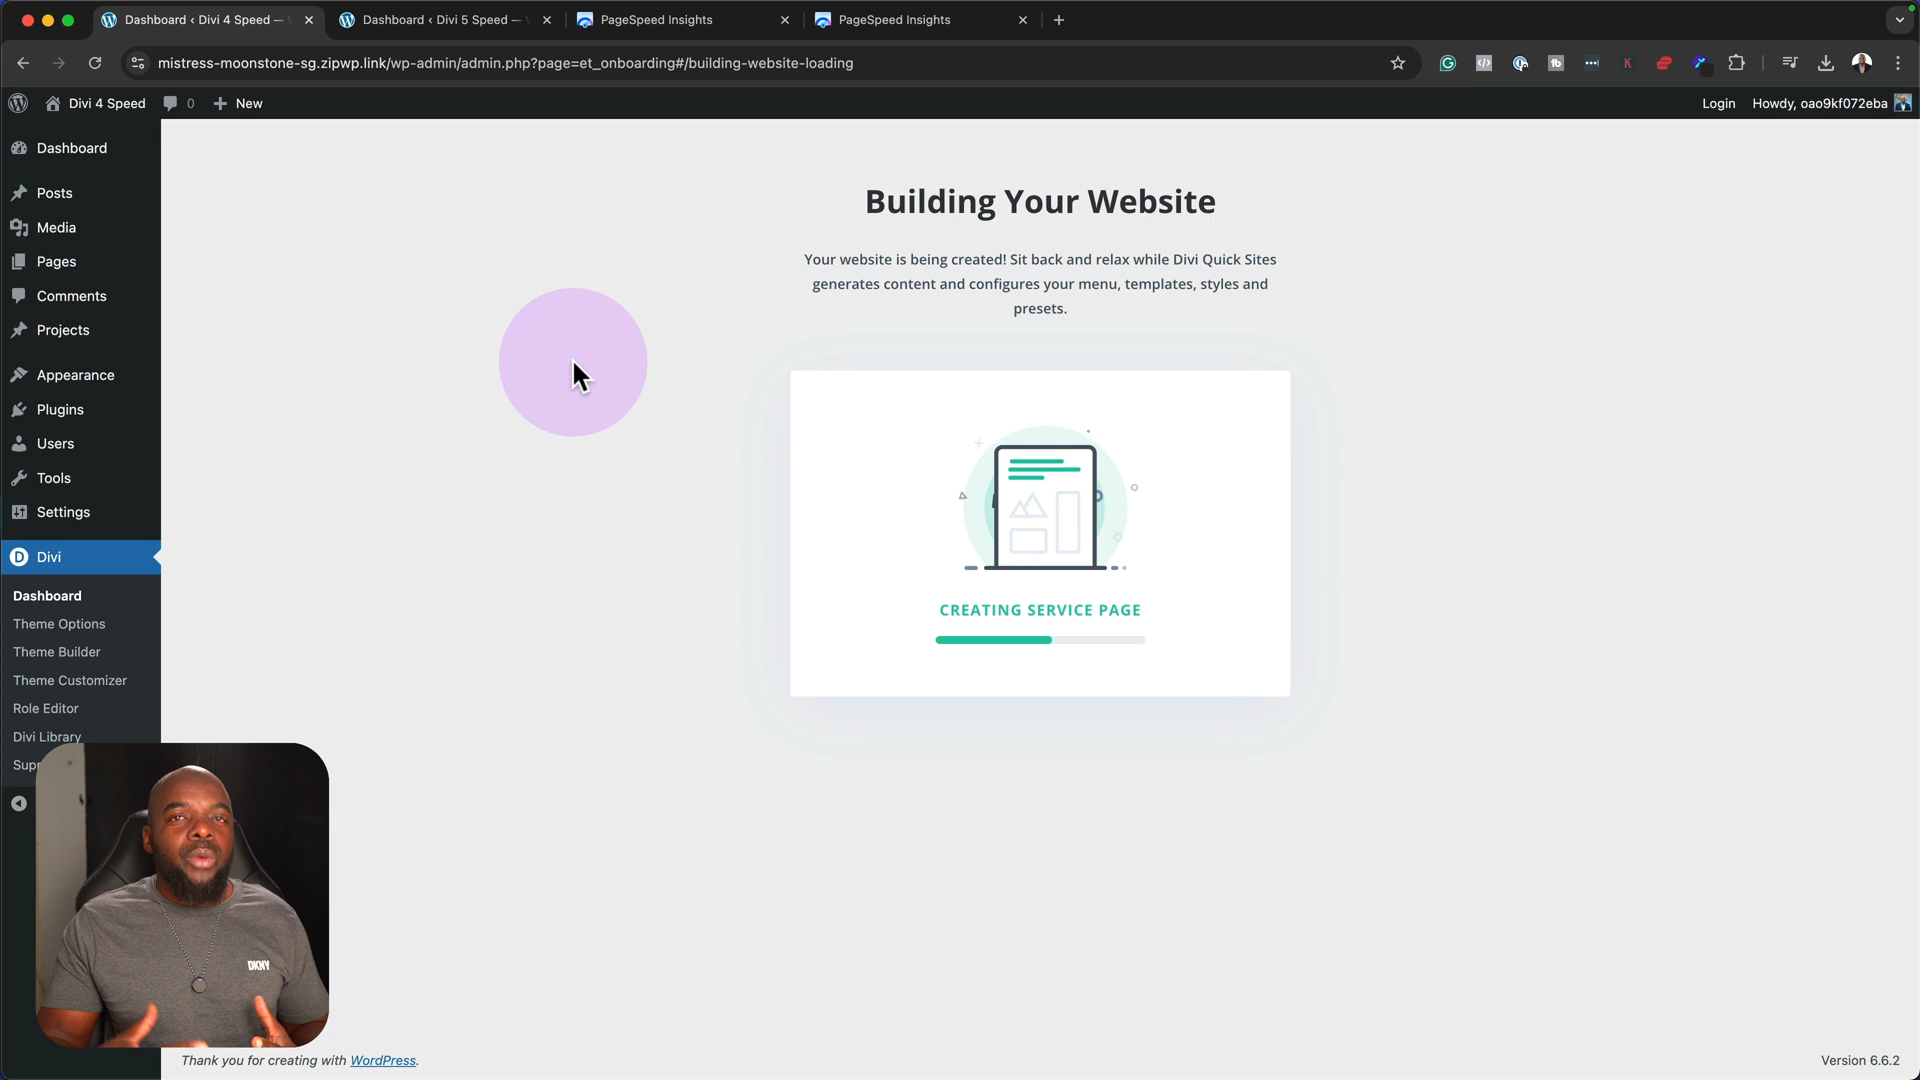 Dashboard ‹ Divi 4 Speed —
Dashboard ‹ Divi 5 Speed —
PageSpeed Insights
PageSpeed Insights
mistress-moonstone-sg.zipwp.link/wp-admin/admin.php?page=et_onboarding#/building-website-loading
Divi 4 Speed
0
New
Login
Howdy, oao9kf072eba
Dashboard
Posts
Media
Pages
Comments
Projects
Appearance
Plugins
Users
Tools
Settings
Divi
Dashboard
Theme Options
Theme Builder
Theme Customizer
Role Editor
Divi Library
Building Your Website
Your website is being created! Sit back and relax while Divi Quick Sites
generates content and configures your menu, templates, styles and
presets.
CREATING SERVICE PAGE
DKNY
Thank you for creating with WordPress.
Version 6.6.2